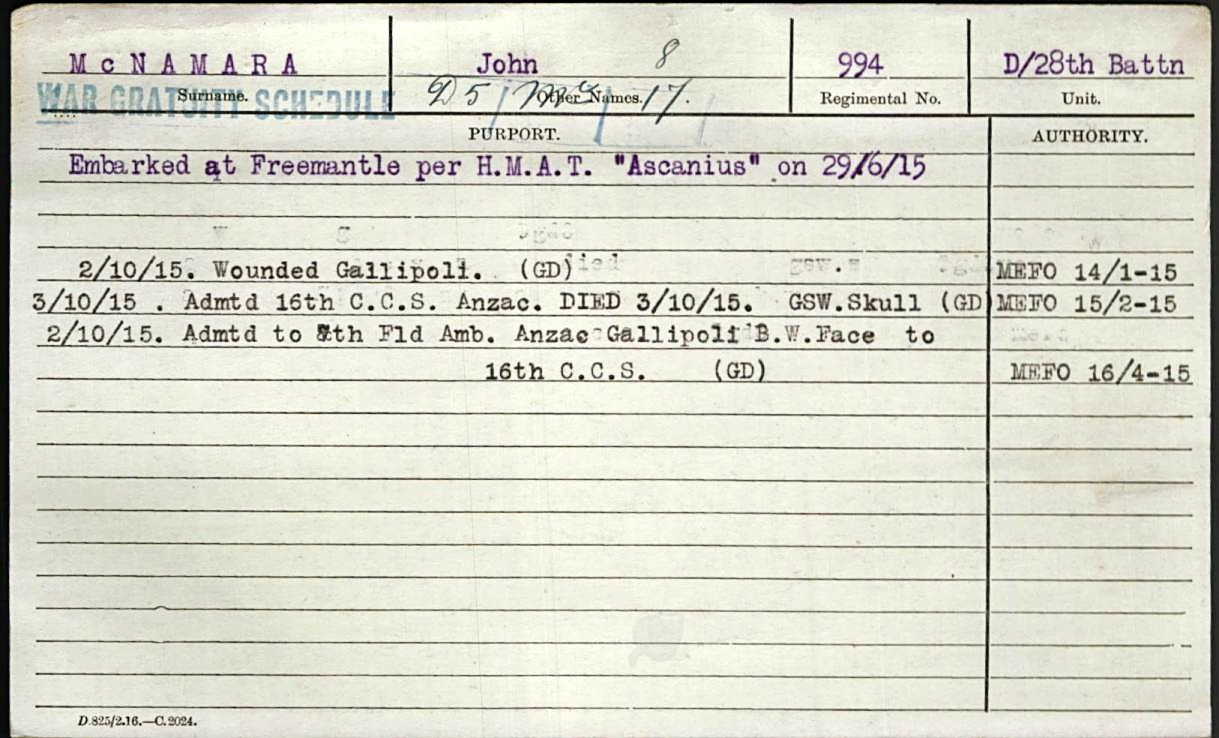 McNAMARA John 8 994 D/28th Battn
WAR GRATUITY SCHEDULE
Surname. Other Names. Regimental No. Unit.
D5 17.
PURPORT. AUTHORITY.
Embarked at Freemantle per H.M.A.T. "Ascanius" on 29/6/15
2/10/15. Wounded Gallipoli. (GD) MEFO 14/1-15
3/10/15 . Admtd 16th C.C.S. Anzac. DIED 3/10/15. GSW.Skull (GD) MEFO 15/2-15
2/10/15. Admtd to th Fld Amb. Anzac Gallipoli B.W.Face to
16th C.C.S. (GD) MEFO 16/4-15
D.825/2.16.—C.2024.